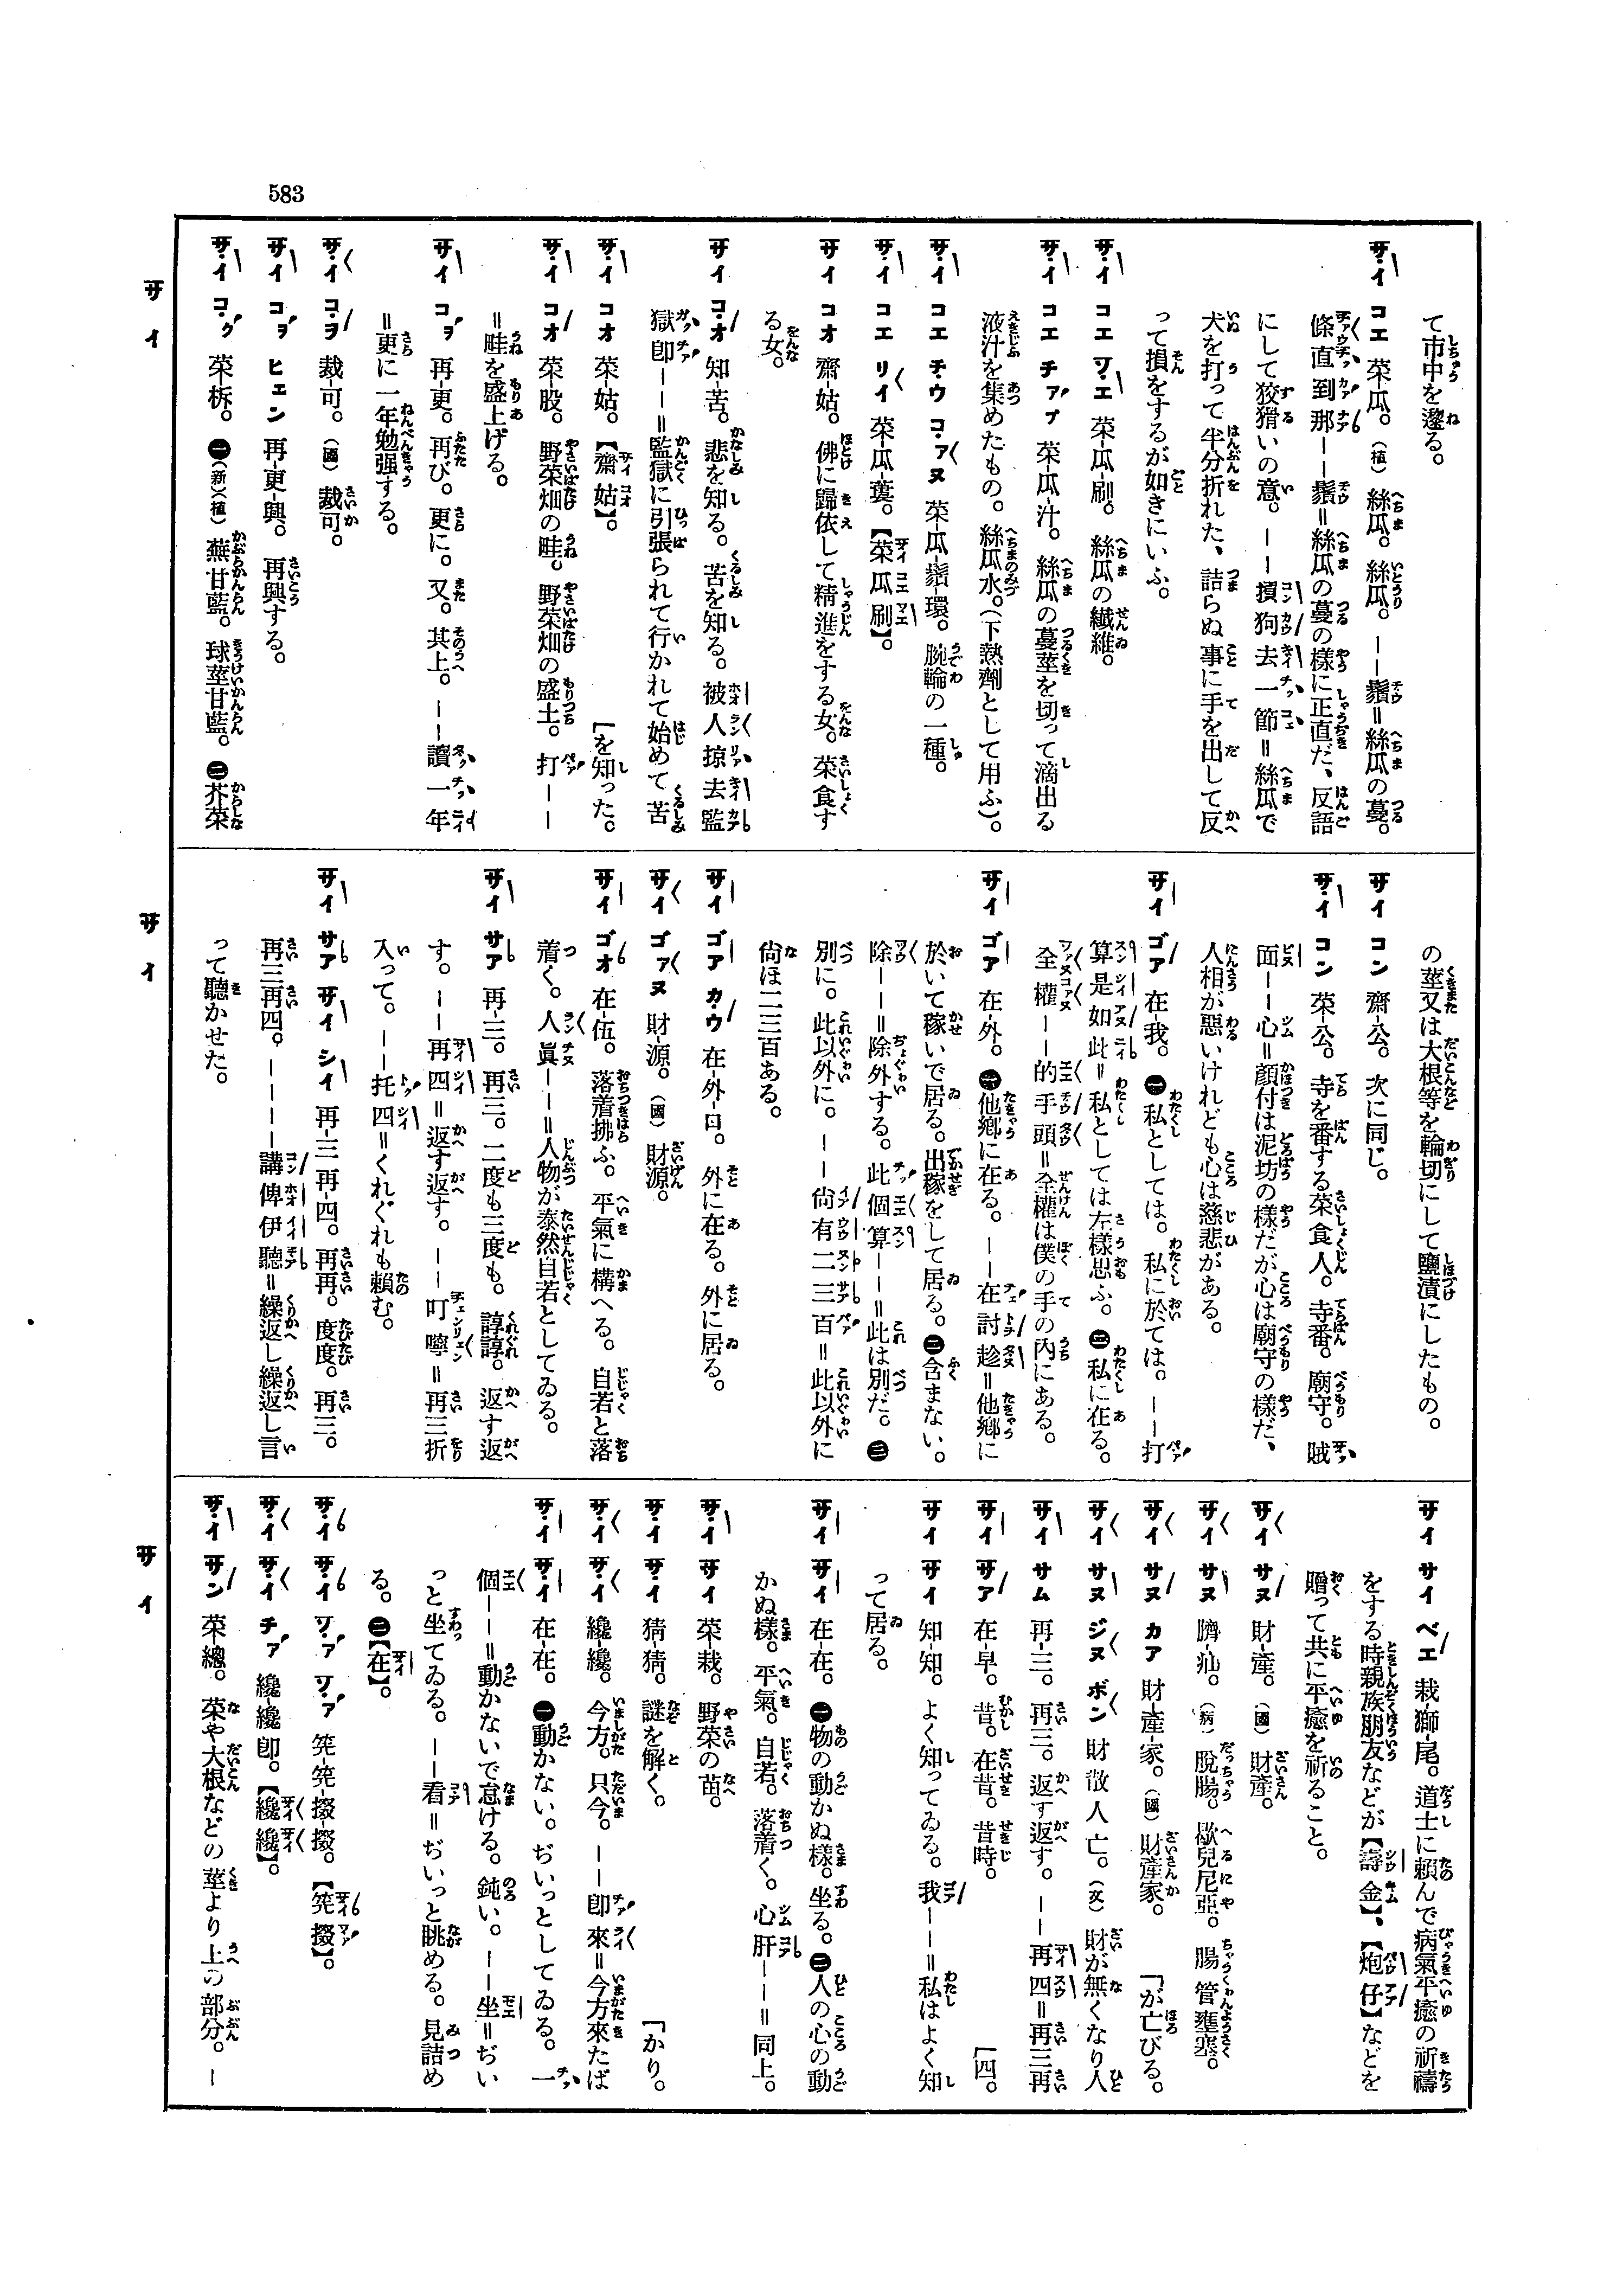 583
て市中を邌る。
サイ コエ 菜-瓜。(植) 絲瓜。絲瓜。——鬚=絲瓜の蔓。
條直到那——鬚=絲瓜の蔓の樣に正直だ、反語
にして狡猾いの意。——損狗去一節=絲瓜で
犬を打って半分折れた、詰らぬ事に手を出して反
って損をするが如きにいふ。
サイ コエ ツエ 菜-瓜-刷。絲瓜の纖維。
サイ コエ チァプ 菜-瓜-汁。絲瓜の蔓莖を切って滴出る
液汁を集めたもの。絲瓜水。(下熱劑として用ふ)。
サイ コエ チウ コァヌ 菜-瓜-鬚-環。腕輪の一種。
サイ コエ リイ 菜-瓜-蕡。【菜瓜刷】。
サイ コオ 齋-姑。佛に歸依して精進をする女。菜食す
る女。
サイ コオ 知-苦。悲を知る。苦を知る。被人掠去監
獄卽——=監獄に引張られて行かれて始めて苦
サイ コオ 菜-姑。【齋姑】。 [を知った。
サイ コオ 菜-股。野菜畑の畦。野菜畑の盛土。打——
=畦を盛上げる。
サイ コヲ 再-更。再び。更に。又。其上。——讀一年
=更に一年勉强する。
サイ コヲ 裁-可。(國) 裁可。
サイ コヲ ヒェン 再-更-興。再興する。
サイ コク 菜-㭲。㊀(新)(植) 蕪甘藍。球莖甘藍。㊁芥菜
の莖又は大根等を輪切にして鹽漬にしたもの。
サイ コン 齋-公。次に同じ。
サイ コン 菜-公。寺を番する菜食人。寺番。廟守。賊
面——心=顏付は泥坊の樣だが心は廟守の樣だ、
人相が惡いけれども心は慈悲がある。
サイ ゴア 在-我。㊀私としては。私に於ては。——打
算是如此=私としては左樣思ふ。㊁私に在る。
全權——的手頭=全權は僕の手の內にある。
サイ ゴア 在-外。㊀他鄉に在る。——在討趁=他鄉に
於いて稼いで居る。出稼をして居る。㊁含まない。
除——=除外する。此個算——=此は別だ。㊂
別に。此以外に。——尙有二三百=此以外に
尙ほ二三百ある。
サイ ゴア カウ 在-外-口。外に在る。外に居る。
サイ ゴァヌ 財-源。(國) 財源。
サイ ゴオ 在-伍。落着拂ふ。平氣に構へる。自若と落
着く。人眞——=人物が泰然自若としてゐる。
サイ サア 再-三。再三。二度も三度も。諄諄。返す返
す。——再四=返す返す。——叮嚀=再三折
入って。——托四=くれぐれも賴む。
サイ サア サイ シイ 再-三 再-四。再再。度度。再三。
再三再四。————講俾伊聽=繰返し繰返し言
って聽かせた。
サイ サイ ベエ 栽獅-尾。道士に賴んで病氣平癒の祈禱
をする時親族朋友などが【壽金】、【炮仔】などを
贈って共に平癒を祈ること。
サイ サヌ 財-產。(國) 財產。
サイ サヌ 臍-疝。(病) 脫腸。歇兒尼亞。腸管壅塞。
サイ サヌ カア 財-產-家。(國) 財產家。 [が亡びる。
サイ サヌ ジヌ ボン 財散人亡。(文) 財が無くなり人
サイ サム 再-三。再三。返す返す。——再四=再三再
サイ サア 在-早。昔。在昔。昔時。 [四。
サイ サイ 知-知。よく知ってゐる。我——=私はよく知
って居る。
サイ サイ 在-在。㊀物の動かぬ樣。坐る。㊁人の心の動
かぬ樣。平氣。自若。落着く。心肝——=同上。
サイ サイ 菜-栽。野菜の苗。
サイ サイ 猜-猜。謎を解く。 [かり。
サイ サイ 纔-纔。今方。只今。——卽來=今方來たば
サイ サイ 在-在。㊀動かない。ぢいっとしてゐる。一
個——=動かないで怠ける。鈍い。——坐=ぢい
っと坐てゐる。——看=ぢいっと眺める。見詰め
る。㊁【在】。
サイ サイ ツァ ツァ 筅-筅-掇-掇。【筅掇】。
サイ サイ チァ 纔-纔-卽。【纔纔】。
サイ サン 菜-總。菜や大根などの莖より上の部分。—
サイ
サイ
サイ